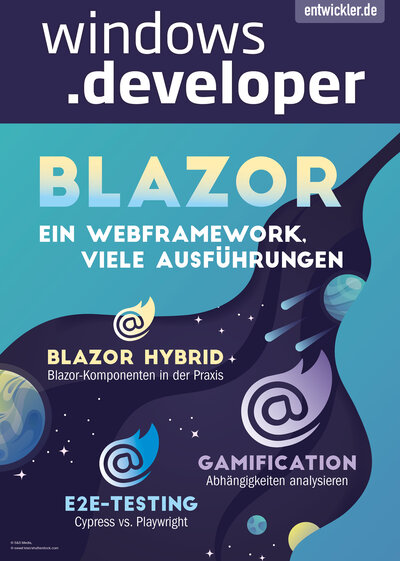 entwickler.de
windows
.developer
BLAZOR
EIN WEBFRAMEWORK,
VIELE AUSFÜHRUNGEN
BLAZOR HYBRID
Blazor-Komponenten in der Praxis
GAMIFICATION
Abhängigkeiten analysieren
E2E-TESTING
Cypress vs. Playwright
© S&S Media,